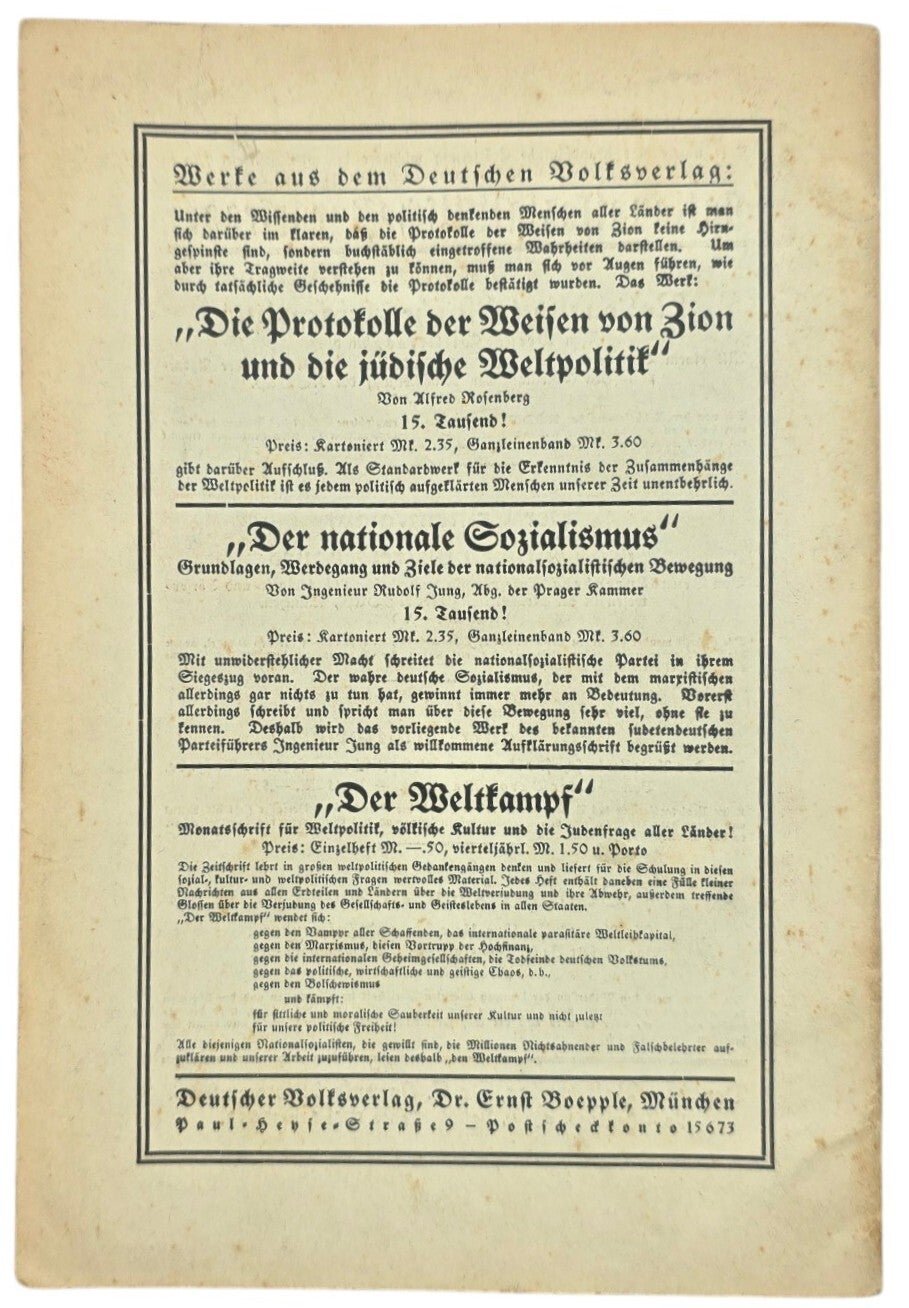 Werke aus dem Deutschen Volksverlag:
Unter den Wissenden und den politisch denkenden Menschen aller Länder ist man
sich darüber im klaren, daß die Protokolle der Weisen von Zion keine Hirn-
gespinste sind, sondern buchstäblich eingetroffene Wahrheiten darstellen. Um
aber ihre Tragweite verstehen zu können, muß man sich vor Augen führen, wie
durch tatsächliche Geschehnisse die Protokolle bestätigt wurden. Das Werk:
„Die Protokolle der Weisen von Zion
und die jüdische Weltpolitik“
Von Alfred Rosenberg
15. Tausend!
Preis: Kartoniert Mk. 2.35, Ganzleinenband Mk. 3.60
gibt darüber Aufschluß. Als Standardwerk für die Erkenntnis der Zusammenhänge
der Weltpolitik ist es jedem politisch aufgeklärten Menschen unserer Zeit unentbehrlich.
„Der nationale Sozialismus“
Grundlagen, Werdegang und Ziele der nationalsozialistischen Bewegung
Von Ingenieur Rudolf Jung, Abg. der Prager Kammer
15. Tausend!
Preis: Kartoniert Mk. 2.35, Ganzleinenband Mk. 3.60
Mit unwiderstehlicher Macht schreitet die nationalsozialistische Partei in ihrem
Siegeszug voran. Der wahre deutsche Sozialismus, der mit dem marxistischen
allerdings gar nichts zu tun hat, gewinnt immer mehr an Bedeutung. Vorerst
allerdings schreibt und spricht man über diese Bewegung sehr viel, ohne sie zu
kennen. Deshalb wird das vorliegende Werk des bekannten sudetendeutschen
Parteiführers Ingenieur Jung als willkommene Aufklärungsschrift begrüßt werden.
„Der Weltkampf“
Monatsschrift für Weltpolitik, völkische Kultur und die Judenfrage aller Länder!
Preis: Einzelheft M. —.50, vierteljährl. M. 1.50 u. Porto
Die Zeitschrift lehrt in großen weltpolitischen Gedankengängen denken und liefert für die Schulung in diesen
sozial-, kultur- und weltpolitischen Fragen wertvolles Material. Jedes Heft enthält daneben eine Fülle kleiner
Nachrichten aus allen Erdteilen und Ländern über die Weltverjudung und ihre Abwehr, außerdem treffende
Glossen über die Verjudung des Gesellschafts- und Geisteslebens in allen Staaten.
„Der Weltkampf“ wendet sich:
gegen den Vampyr aller Schaffenden, das internationale parasitäre Weltleihkapital,
gegen den Marxismus, diesen Vortrupp der Hochfinanz,
gegen die internationalen Geheimgesellschaften, die Todfeinde deutschen Volkstums,
gegen das politische, wirtschaftliche und geistige Chaos, d.h.,
gegen den Bolschewismus
und kämpft:
für sittliche und moralische Sauberkeit unserer Kultur und nicht zuletzt
für unsere politische Freiheit!
Alle diejenigen Nationalsozialisten, die gewillt sind, die Millionen Nichtsahnender und Falschbelehrter auf-
zuklären und unserer Arbeit zuzuführen, lesen deshalb „den Weltkampf“.
Deutscher Volksverlag, Dr. Ernst Boepple, München
Paul-Heyse-Straße 9 — Postscheckkonto 15673